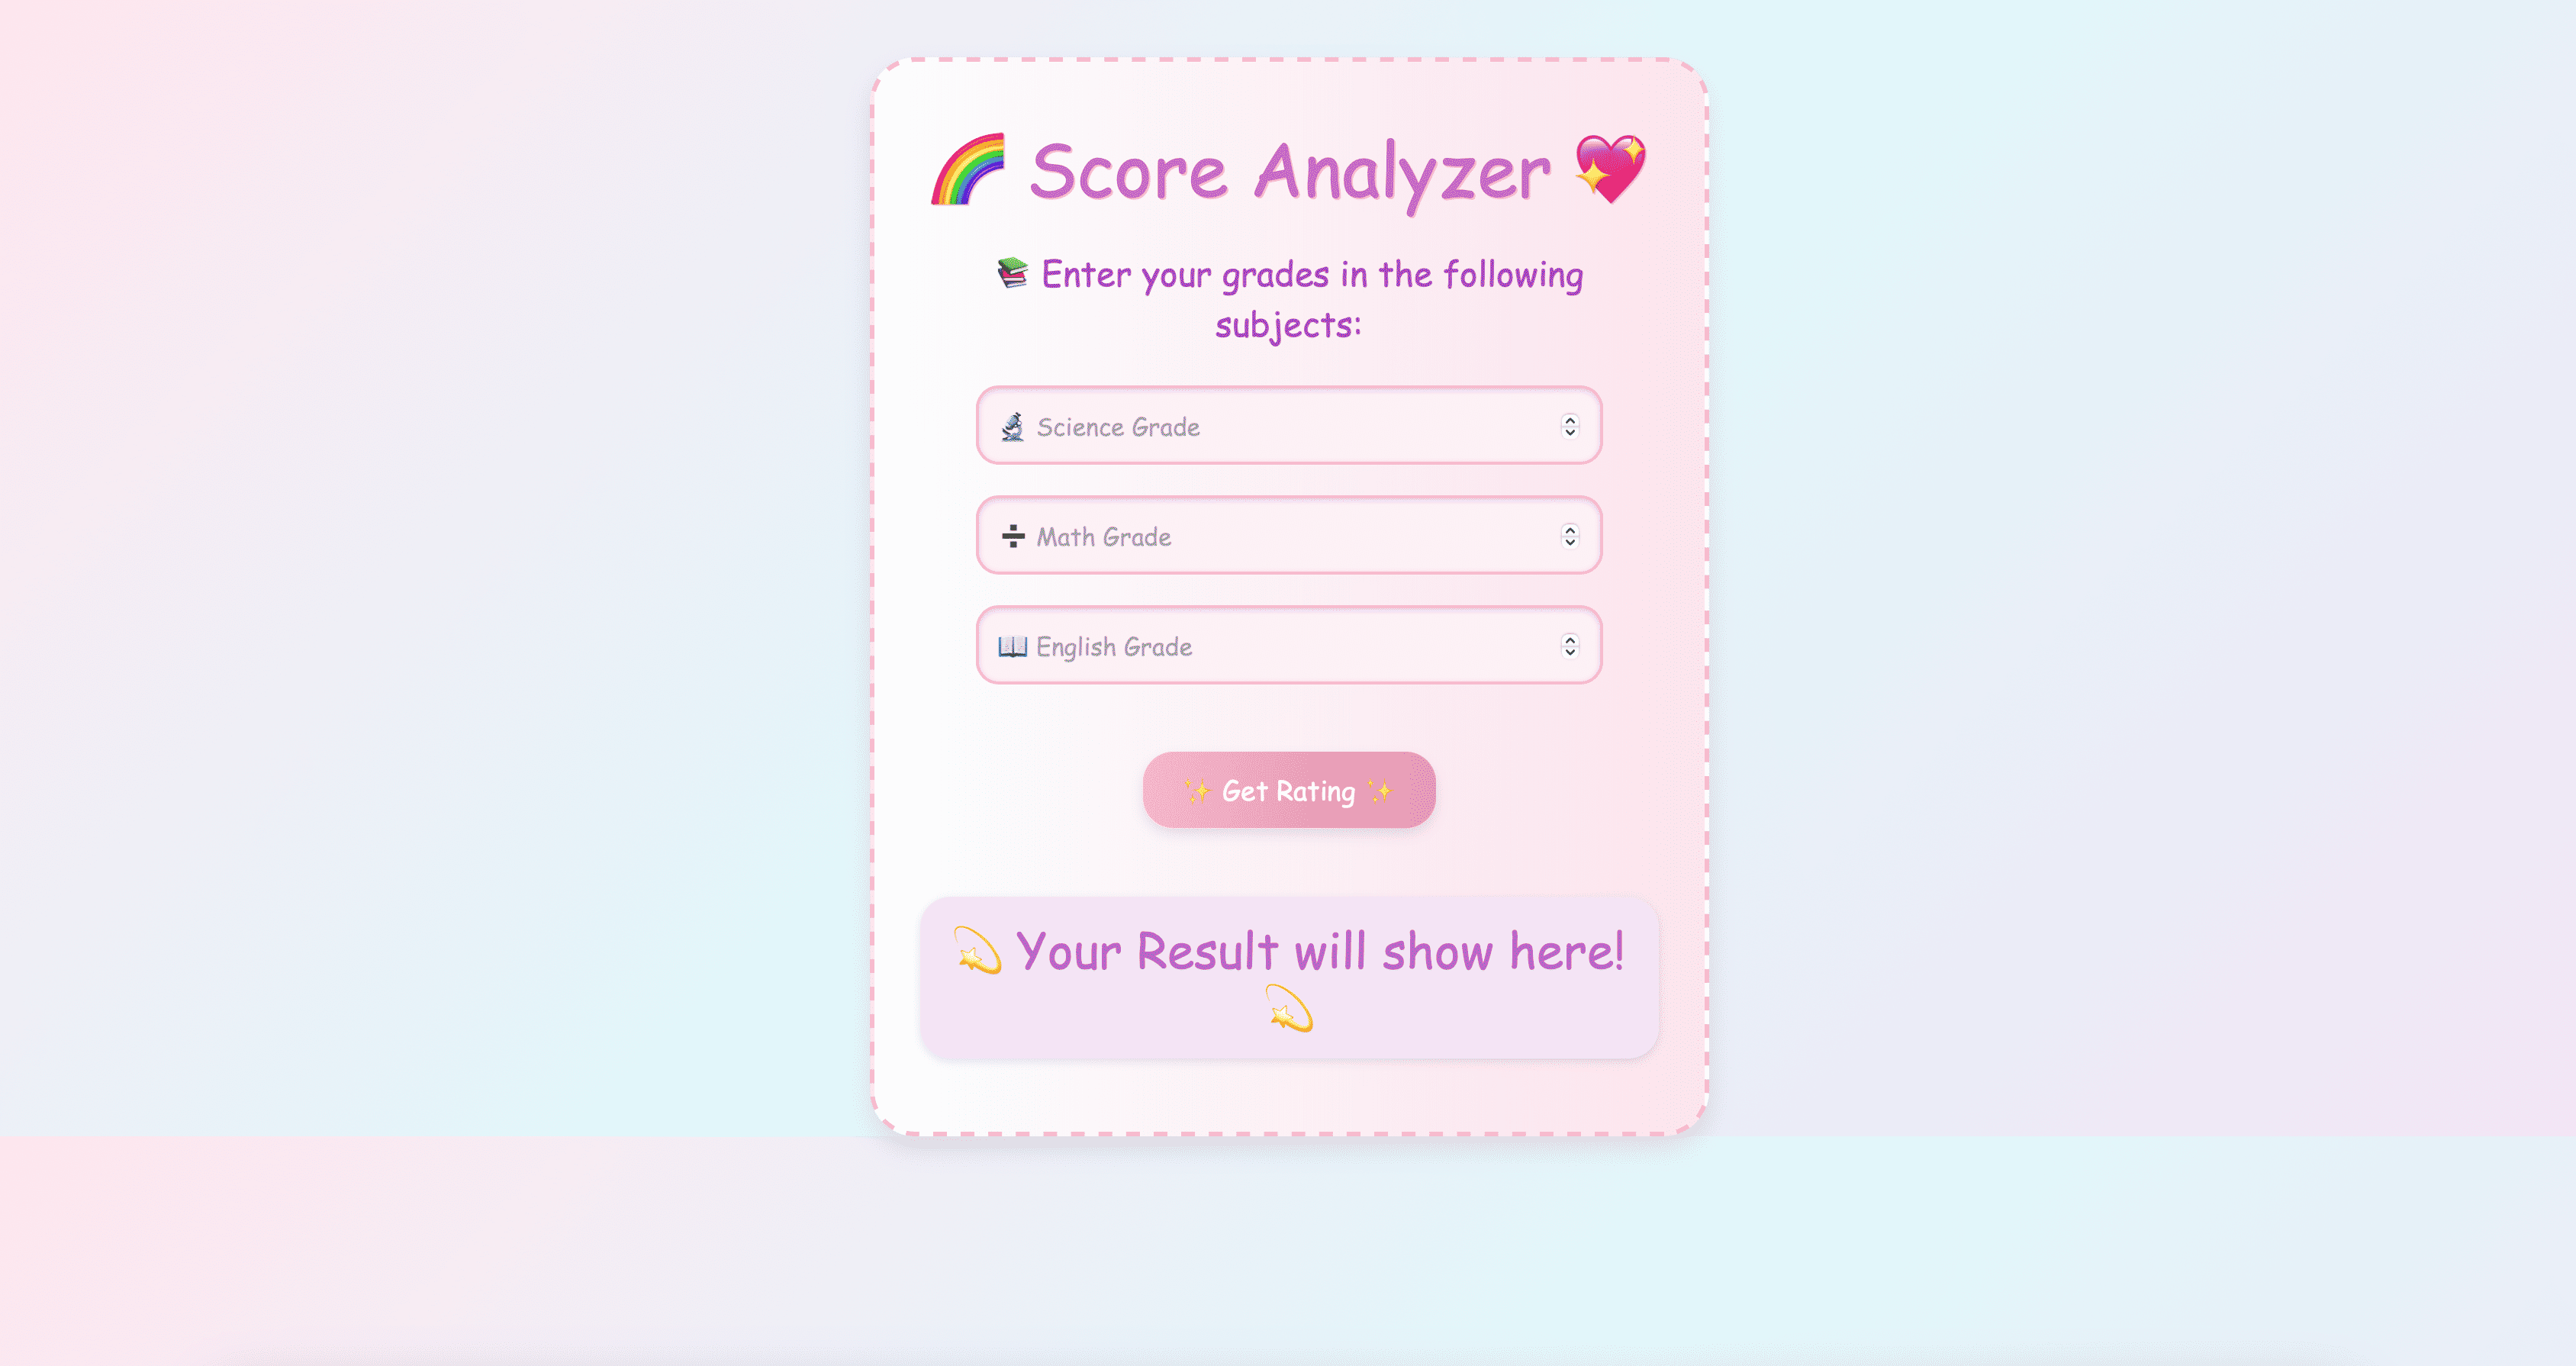 🌈 Score Analyzer 💖
📚 Enter your grades in the following
subjects:
🔬 Science Grade
➗ Math Grade
📖 English Grade
✨ Get Rating ✨
💫 Your Result will show here!
💫